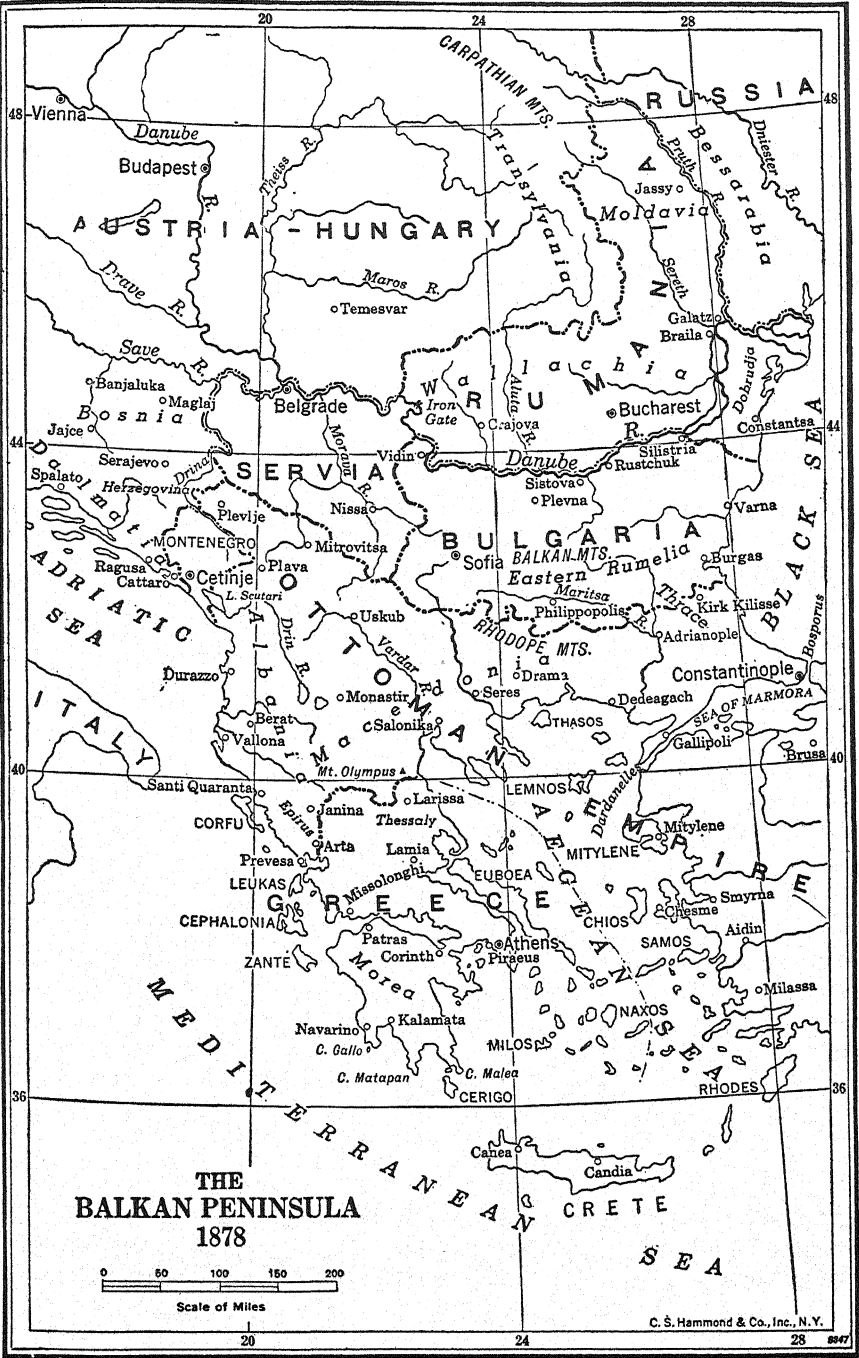 20
24
28
CARPATHIAN MTS.
RUSSIA
48
48
Vienna
Danube
R.
Budapest
Theiss R.
Transylvania
Pruth R.
Bessarabia
Dniester R.
Jassy
Moldavia
AUSTRIA-HUNGARY
Drave R.
Maros R.
Temesvar
Sereth
Galatz
Braila
Save R.
Wallachia
RUMANIA
Dobrudja
Banjaluka
Maglaj
Bosnia
Jajce
Belgrade
Iron
Gate
Aluta R.
Crajova
Bucharest
Constantsa
44
44
Dalmatia
Serajevo
Drina
SERVIA
Morava R.
Vidin
Danube R.
Silistria
Rustchuk
Spalato
Herzegovina
Plevlje
Nissa
Sistova
Plevna
Varna
BLACK SEA
MONTENEGRO
Mitrovitsa
BULGARIA
Sofia
BALKAN MTS.
Eastern Rumelia
Burgas
Ragusa
Cattaro
Cetinje
Plava
L. Scutari
ADRIATIC
SEA
OTTOMAN EMPIRE
Maritsa R.
Philippopolis
Thrace
Kirk Kilisse
Adrianople
Uskub
RHODOPE MTS.
Albania
Drin R.
Vardar R.
Macedonia
Bosporus
Constantinople
Durazzo
Monastir
Seres
Drama
Dedeagach
ITALY
Berat
Vallona
Salonika
THASOS
SEA OF MARMORA
Gallipoli
Brusa
40
40
Mt. Olympus
Santi Quaranta
LEMNOS
Dardanelles
Epirus
Janina
Larissa
Thessaly
CORFU
Arta
Lamia
Mitylene
MITYLENE
AEGEAN SEA
Prevesa
LEUKAS
Missolonghi
EUBOEA
GREECE
CEPHALONIA
CHIOS
Chesme
Smyrna
Aidin
Patras
Corinth
Athens
Piraeus
SAMOS
ZANTE
Morea
Milassa
MEDITERRANEAN SEA
Navarino
Kalamata
C. Gallo
MILOS
NAXOS
C. Matapan
C. Malea
CERIGO
RHODES
36
36
Canea
Candia
CRETE
THE
BALKAN PENINSULA
1878
0 50 100 150 200
Scale of Miles
C. S. Hammond & Co., Inc., N.Y.
20
24
28
8347